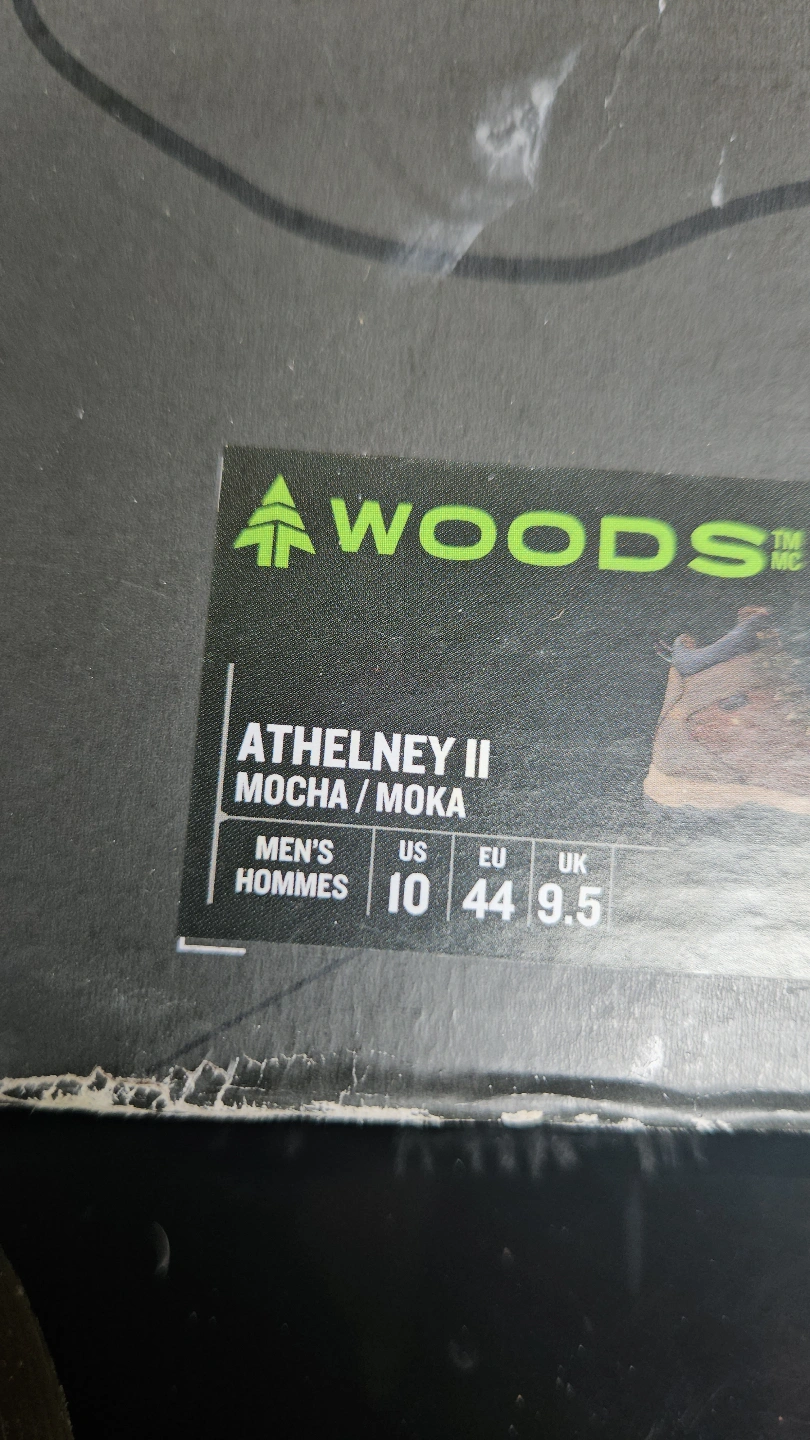 WOODS TM MC
ATHELNEY II
MOCHA / MOKA
MEN'S HOMMES
US 10
EU 44
UK 9.5